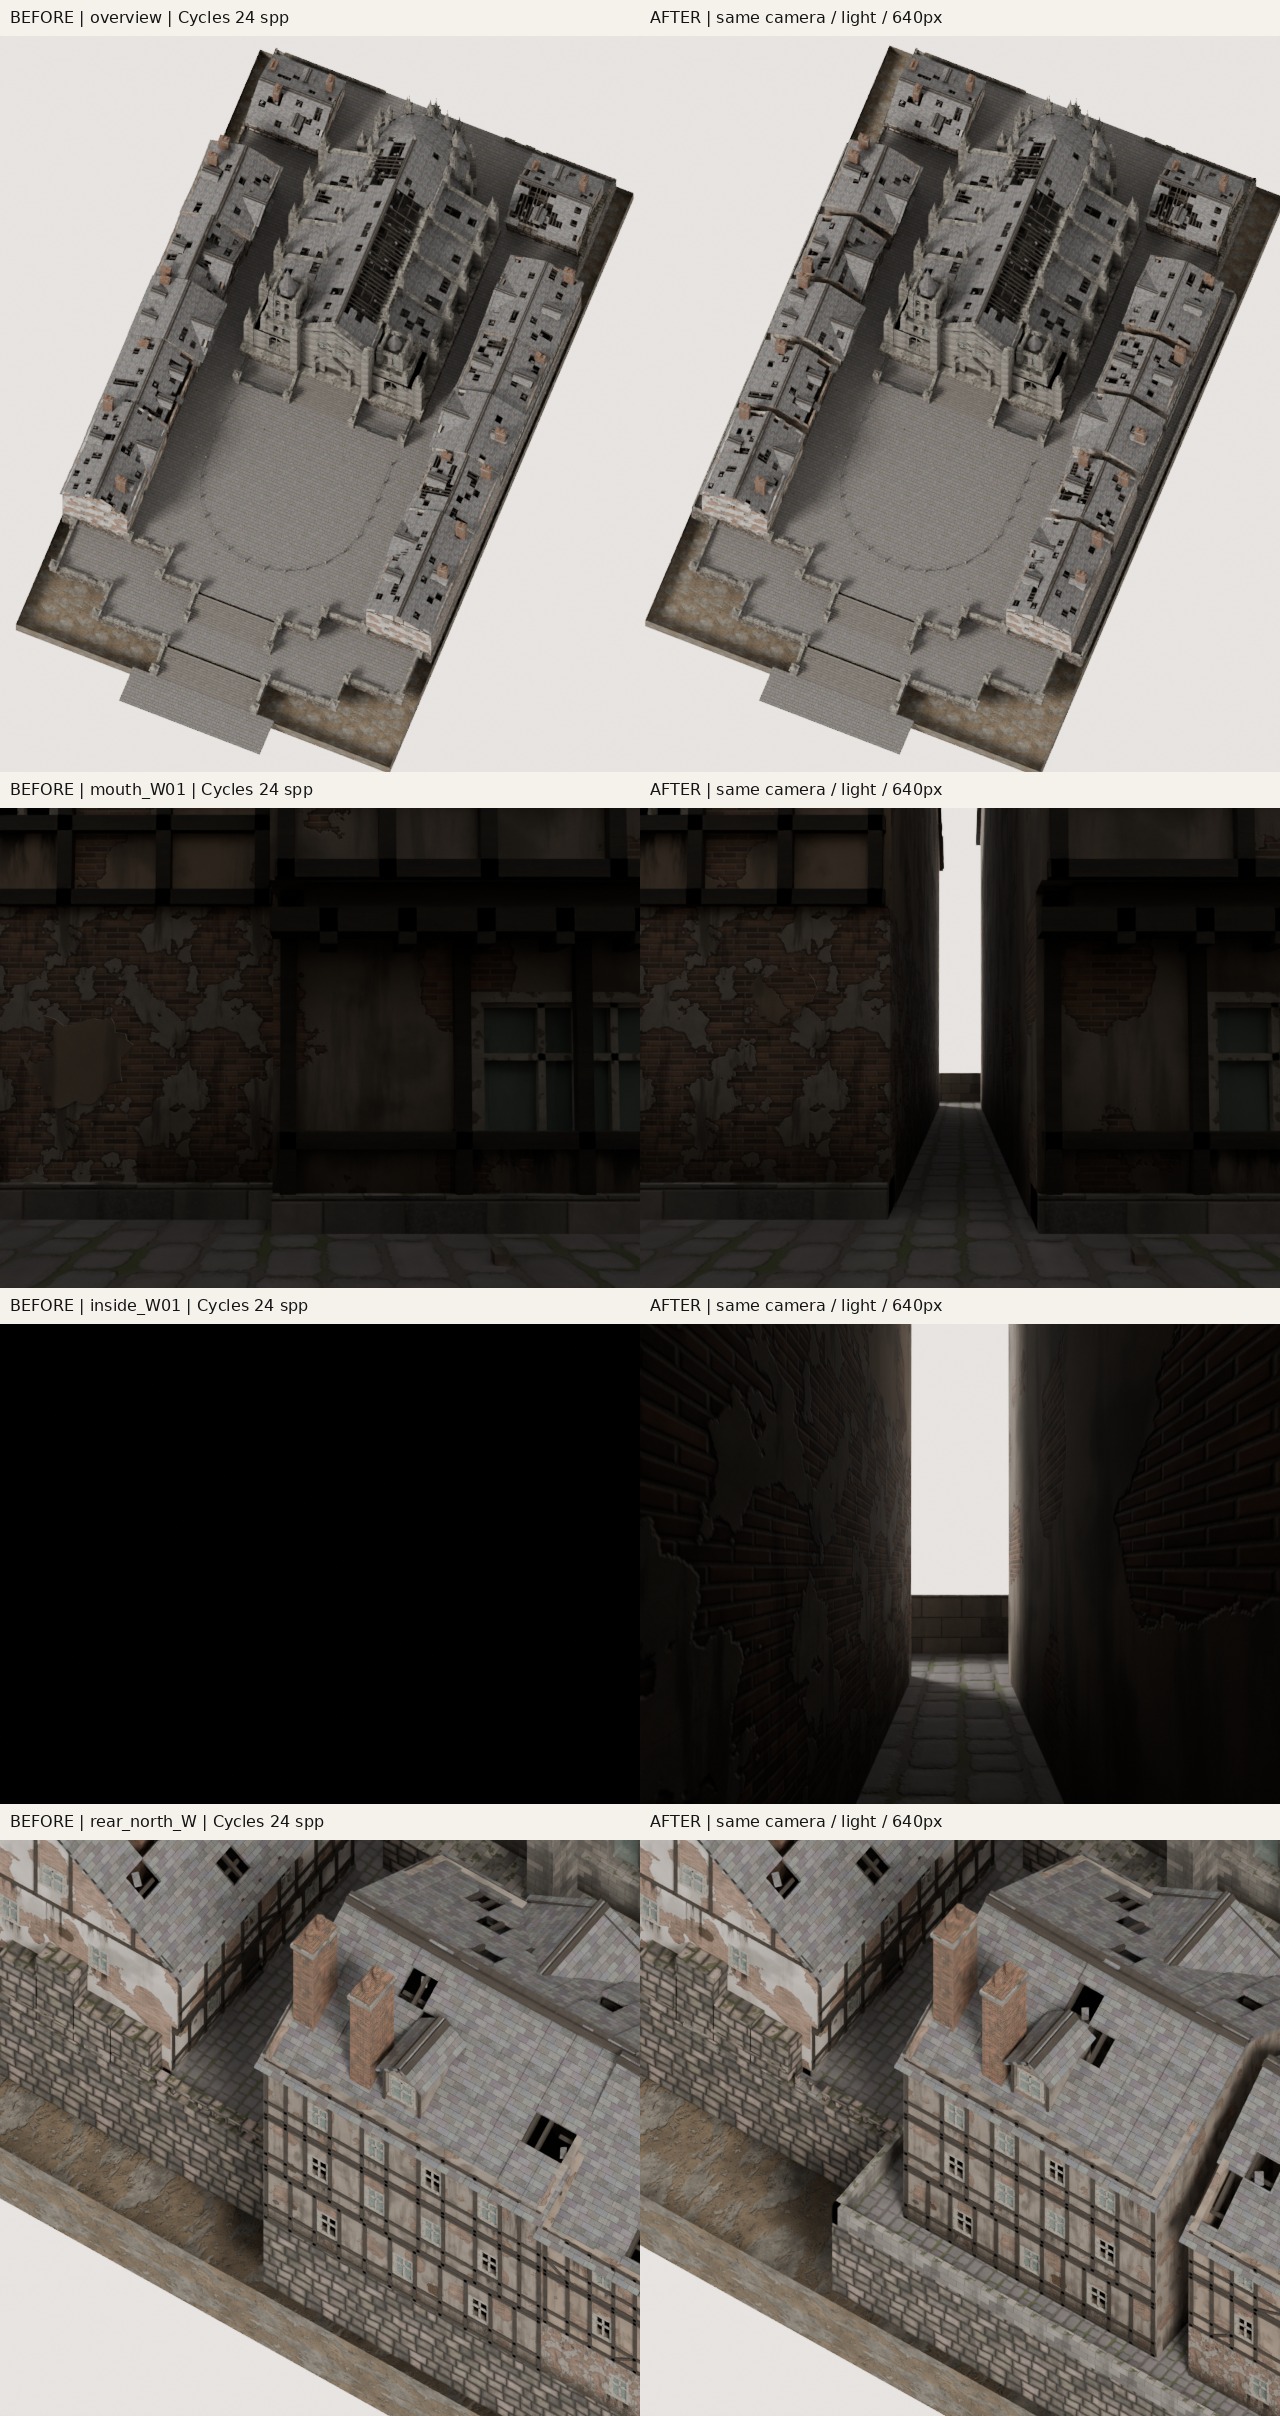 BEFORE | overview | Cycles 24 spp
AFTER | same camera / light / 640px
BEFORE | mouth_W01 | Cycles 24 spp
AFTER | same camera / light / 640px
BEFORE | inside_W01 | Cycles 24 spp
AFTER | same camera / light / 640px
BEFORE | rear_north_W | Cycles 24 spp
AFTER | same camera / light / 640px